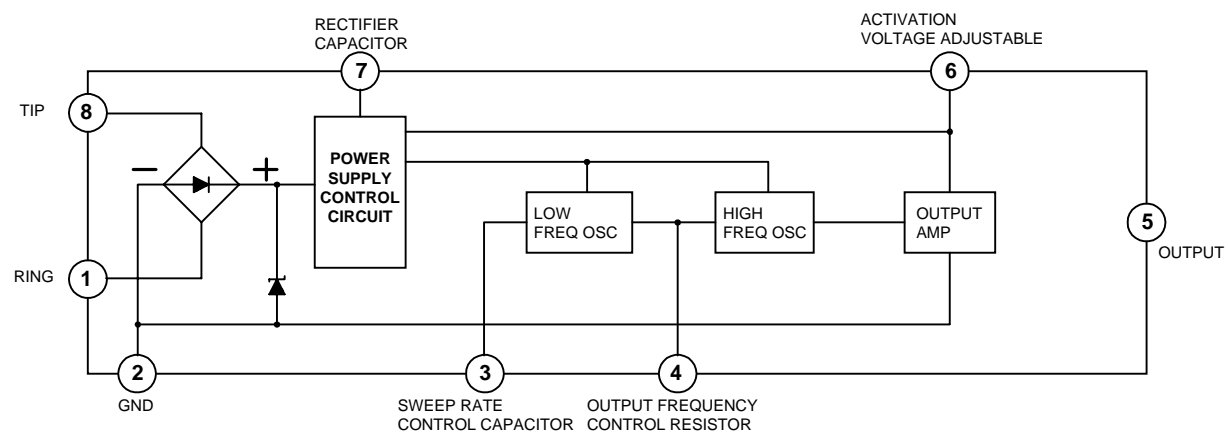 RECTIFIER
CAPACITOR
7
ACTIVATION
VOLTAGE ADJUSTABLE
6
TIP
8
POWER
SUPPLY
CONTROL
CIRCUIT
− +
LOW
FREQ OSC
HIGH
FREQ OSC
OUTPUT
AMP
5
OUTPUT
RING
1
2
GND
3
SWEEP RATE
CONTROL CAPACITOR
4
OUTPUT FREQUENCY
CONTROL RESISTOR